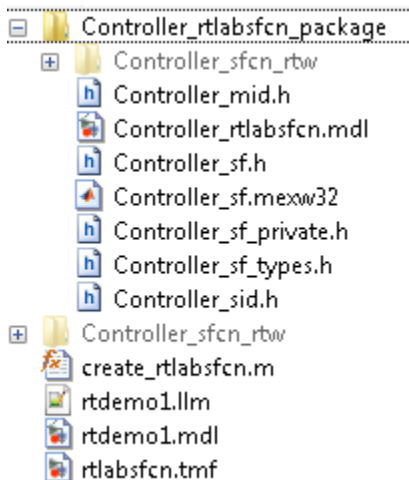 Controller_rtlabsfcn_package
Controller_sfcn_rtw
Controller_mid.h
Controller_rtlabsfcn.mdl
Controller_sf.h
Controller_sf.mexw32
Controller_sf_private.h
Controller_sf_types.h
Controller_sid.h
Controller_sfcn_rtw
create_rtlabsfcn.m
rtdemo1.llm
rtdemo1.mdl
rtlabsfcn.tmf